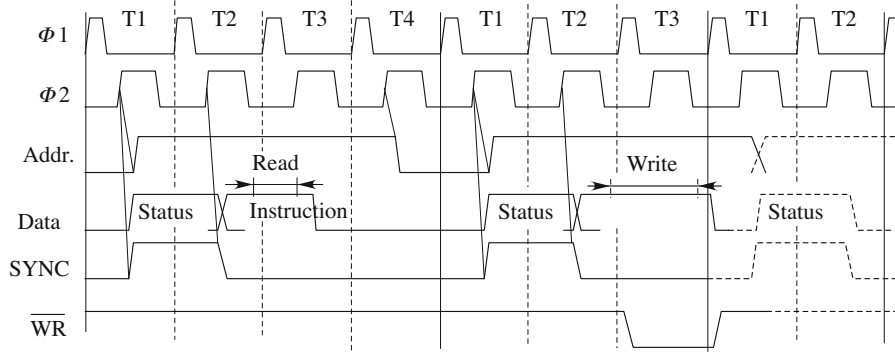 T1 T2 T3 T4 T1 T2 T3 T1 T2
Φ1
Φ2
Addr.
Read Write
Data Status Instruction Status Status
SYNC
W̅R̅